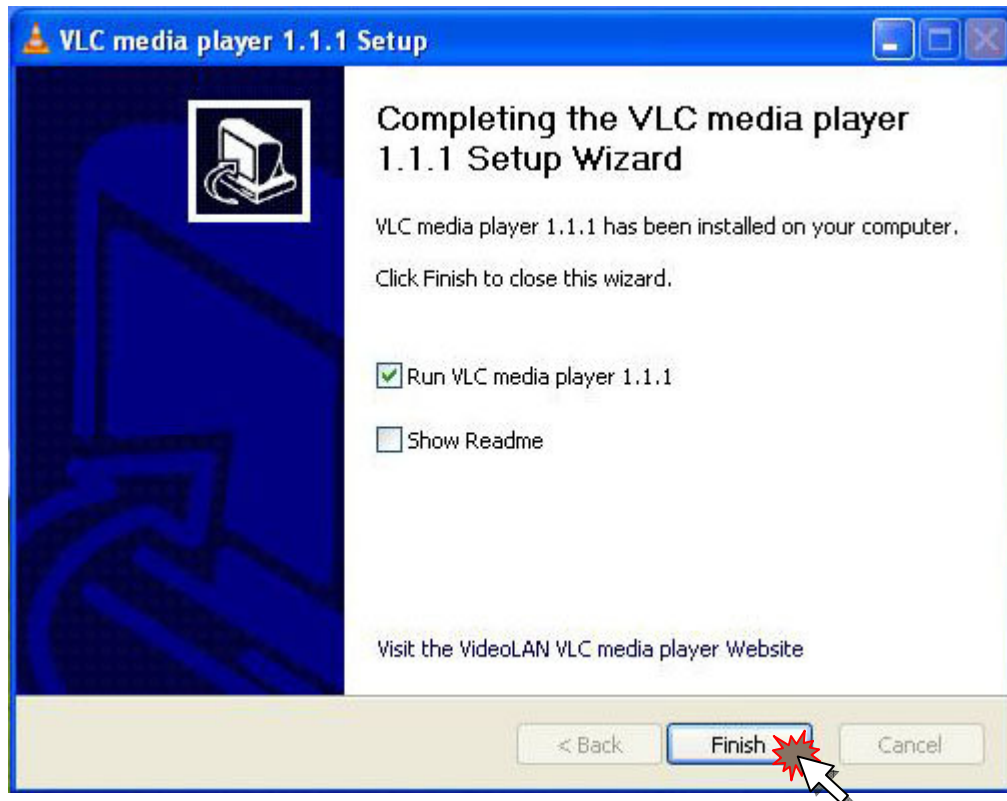 VLC media player 1.1.1 Setup
Completing the VLC media player
1.1.1 Setup Wizard
VLC media player 1.1.1 has been installed on your computer.
Click Finish to close this wizard.
Run VLC media player 1.1.1
Show Readme
Visit the VideoLAN VLC media player Website
< Back Finish Cancel